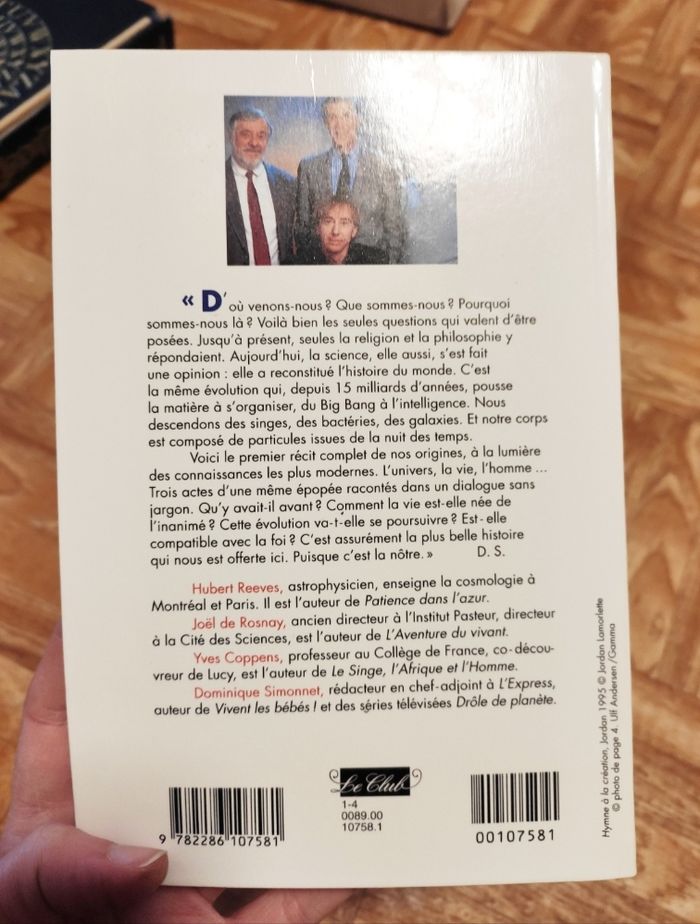 « D'où venons-nous ? Que sommes-nous ? Pourquoi
sommes-nous là ? Voilà bien les seules questions qui valent d'être
posées. Jusqu'à présent, seules la religion et la philosophie y
répondaient. Aujourd'hui, la science, elle aussi, s'est fait
une opinion : elle a reconstitué l'histoire du monde. C'est
la même évolution qui, depuis 15 milliards d'années, pousse
la matière à s'organiser, du Big Bang à l'intelligence. Nous
descendons des singes, des bactéries, des galaxies. Et notre corps
est composé de particules issues de la nuit des temps.
Voici le premier récit complet de nos origines, à la lumière
des connaissances les plus modernes. L'univers, la vie, l'homme ...
Trois actes d'une même épopée racontés dans un dialogue sans
jargon. Qu'y avait-il avant ? Comment la vie est-elle née de
l'inanimé ? Cette évolution va-t-elle se poursuivre ? Est-elle
compatible avec la foi ? C'est assurément la plus belle histoire
qui nous est offerte ici. Puisque c'est la nôtre. » D. S.
Hubert Reeves, astrophysicien, enseigne la cosmologie à
Montréal et Paris. Il est l'auteur de Patience dans l'azur.
Joël de Rosnay, ancien directeur à l'Institut Pasteur, directeur
à la Cité des Sciences, est l'auteur de L'Aventure du vivant.
Yves Coppens, professeur au Collège de France, co-décou-
vreur de Lucy, est l'auteur de Le Singe, l'Afrique et l'Homme.
Dominique Simonnet, rédacteur en chef-adjoint à L'Express,
auteur de Vivent les bébés ! et des séries télévisées Drôle de planète.
Hymne à la création, Jordan 1995 © Jordan Lamorlette
© photo de page 4. Ulf Andersen /Gamma
Le Club
1-4
0089.00
10758.1
9 782286 107581
00107581